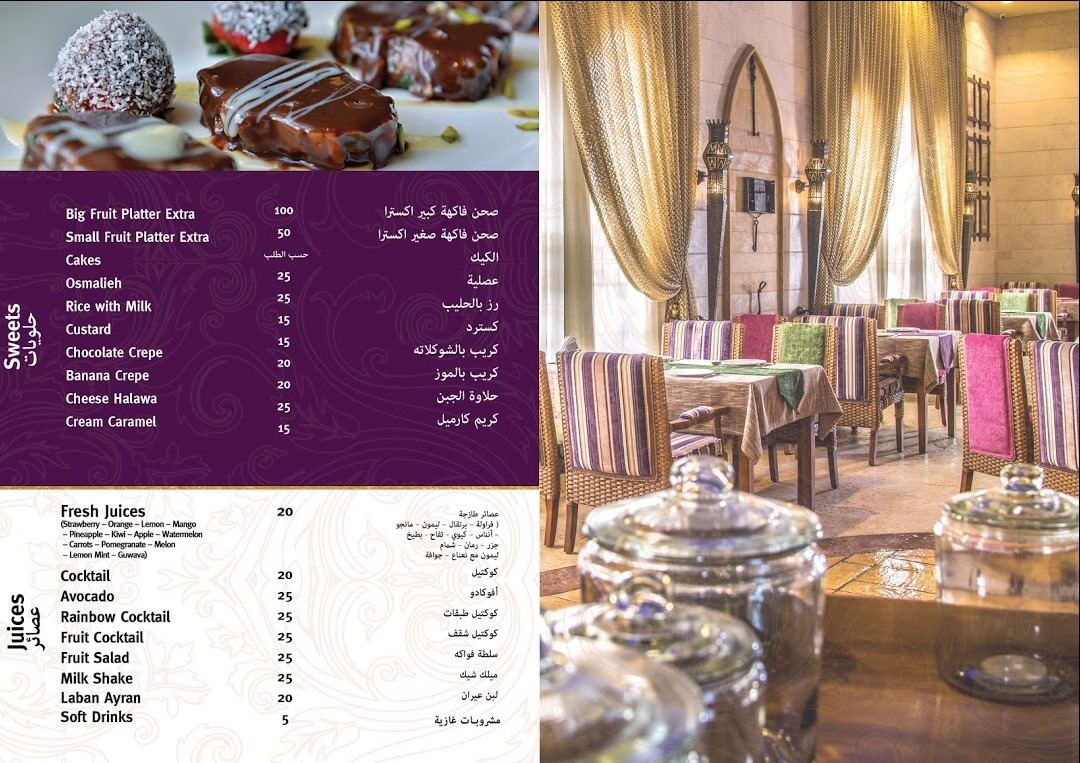 Sweets
حلويات
Big Fruit Platter Extra 100 صحن فاكهة كبير اكسترا
Small Fruit Platter Extra 50 صحن فاكهة صغير اكسترا
Cakes حسب الطلب الكيك
Osmalieh 25 عصلية
Rice with Milk 25 رز بالحليب
Custard 15 كسترد
Chocolate Crepe 15 كريب بالشوكلاته
Banana Crepe 20 كريب بالموز
Cheese Halawa 20 حلاوة الجبن
Cream Caramel 25 كريم كارميل
15
Juices
عصائر
Fresh Juices 20 عصائر طازجة
(Strawberry – Orange – Lemon – Mango ( فراولة - برتقال - ليمون - مانجو
– Pineapple – Kiwi – Apple – Watermelon - أنناس - كيوي - تفاح - بطيخ
– Carrots – Pomegranate – Melon جزر - رمان - شمام
– Lemon Mint – Guwava) ليمون مع نعناع - جوافة
Cocktail 20 كوكتيل
Avocado 25 أفوكادو
Rainbow Cocktail 25 كوكتيل طبقات
Fruit Cocktail 25 كوكتيل شقف
Fruit Salad 25 سلطة فواكه
Milk Shake 25 ميلك شيك
Laban Ayran 20 لبن عيران
Soft Drinks 5 مشروبات غازية